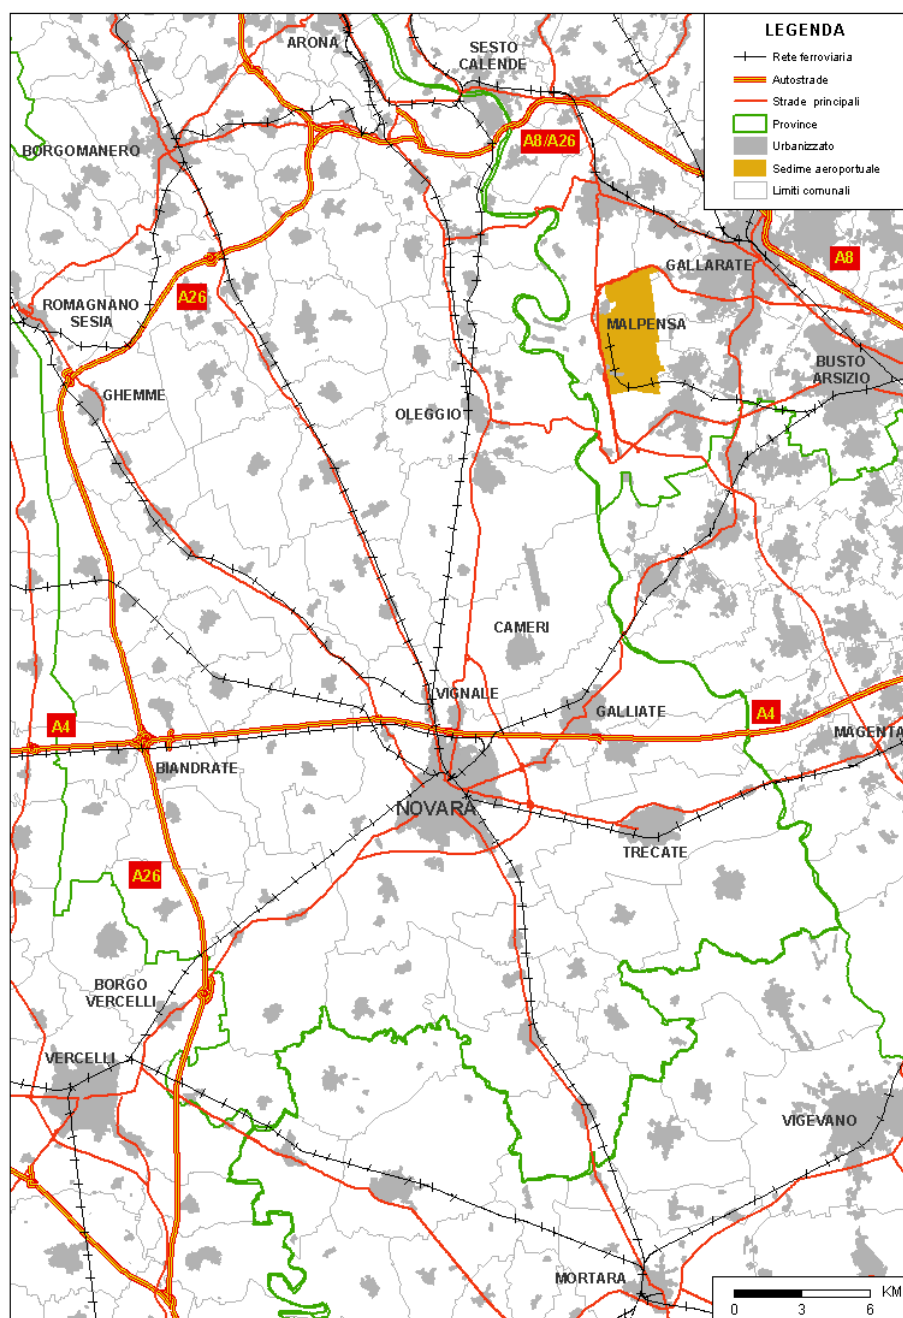 LEGENDA
Rete ferroviaria
Autostrade
Strade principali
Province
Urbanizzato
Sedime aeroportuale
Limiti comunali
ARONA
SESTO
CALENDE
BORGOMANERO
A8/A26
GALLARATE
A8
A26
ROMAGNANO
SESIA
MALPENSA
BUSTO
ARSIZIO
GHEMME
OLEGGIO
CAMERI
VIGNALE
GALLIATE
A4
A4
MAGENTA
BIANDRATE
NOVARA
TRECATE
A26
BORGO
VERCELLI
VERCELLI
VIGEVANO
MORTARA
KM
0 3 6